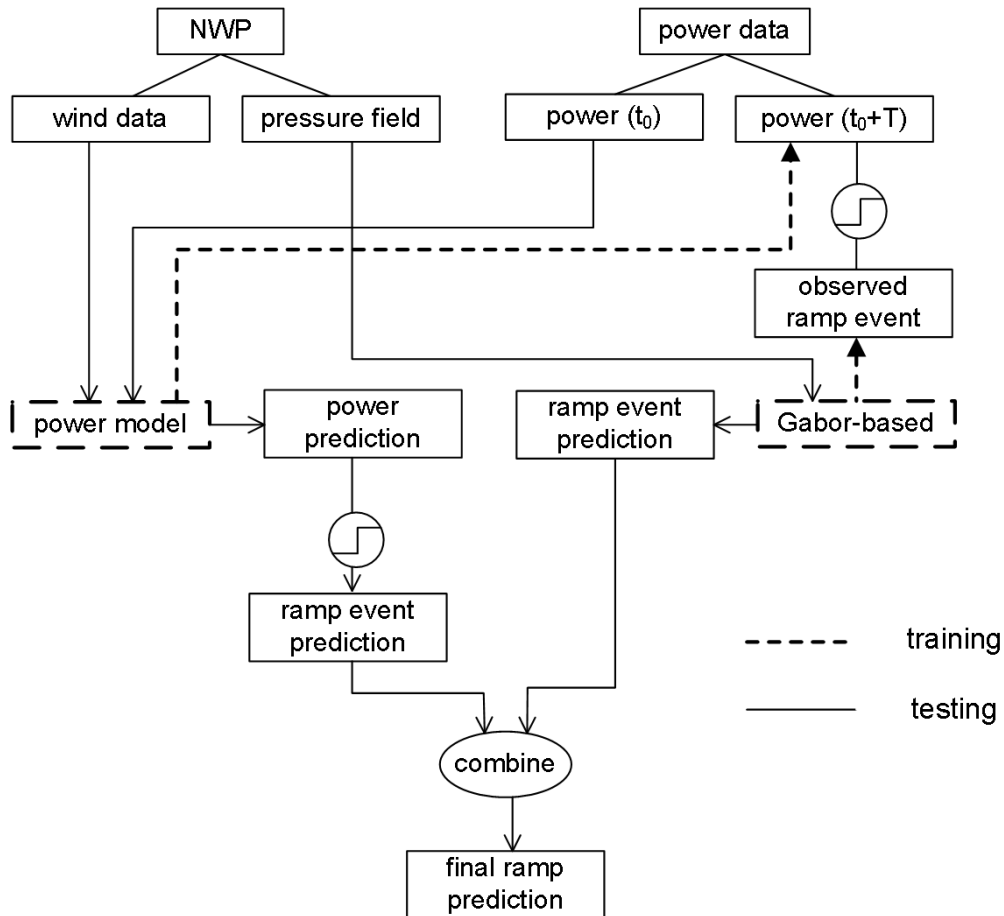 NWP
power data
wind data
pressure field
power (t₀)
power (t₀+T)
observed
ramp event
power model
power
prediction
ramp event
prediction
Gabor-based
ramp event
prediction
training
testing
combine
final ramp
prediction